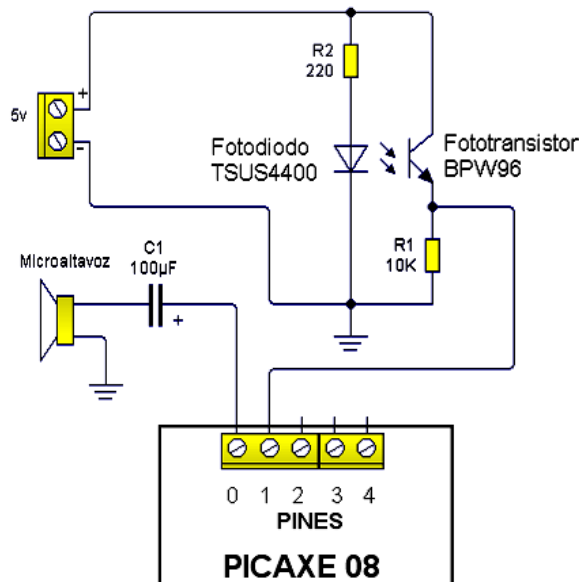 R2
220
+
5v
-
Fotodiodo
TSUS4400
Fototransistor
BPW96
R1
10K
Microaltavoz
C1
100µF
+
0 1 2 3 4
PINES
PICAXE 08